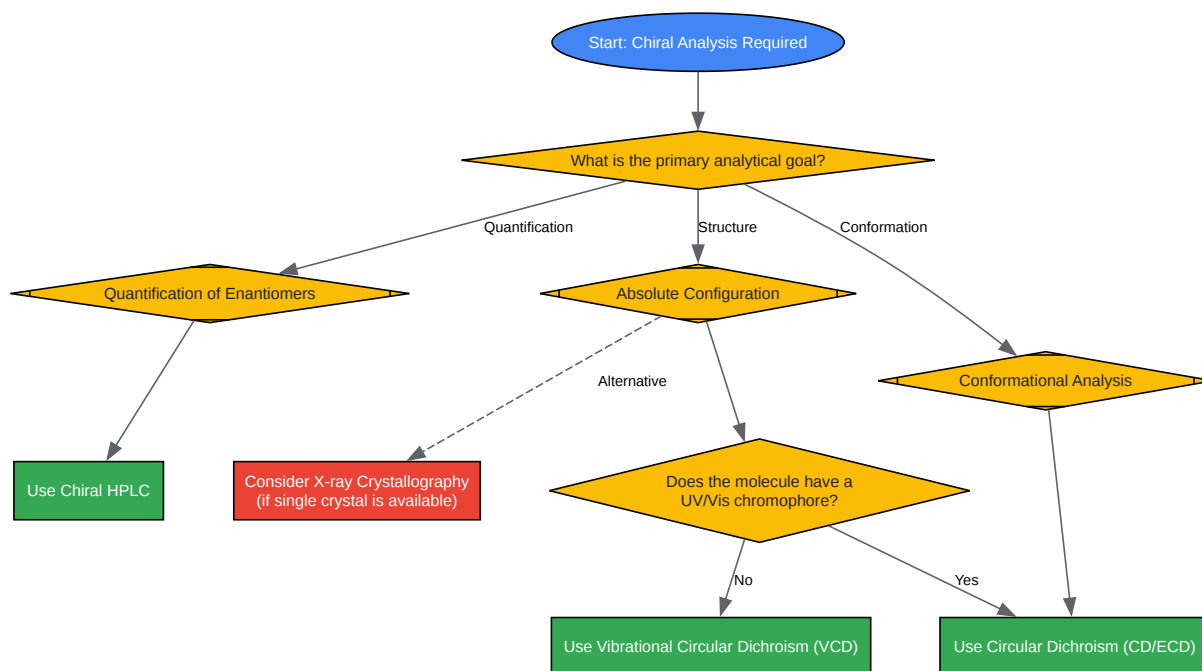 Start: Chiral Analysis Required
What is the primary analytical goal?
Quantification
Structure
Conformation
Quantification of Enantiomers
Absolute Configuration
Conformational Analysis
Alternative
Use Chiral HPLC
Consider X-ray Crystallography
(if single crystal is available)
Does the molecule have a
UV/Vis chromophore?
No
Yes
Use Vibrational Circular Dichroism (VCD)
Use Circular Dichroism (CD/ECD)